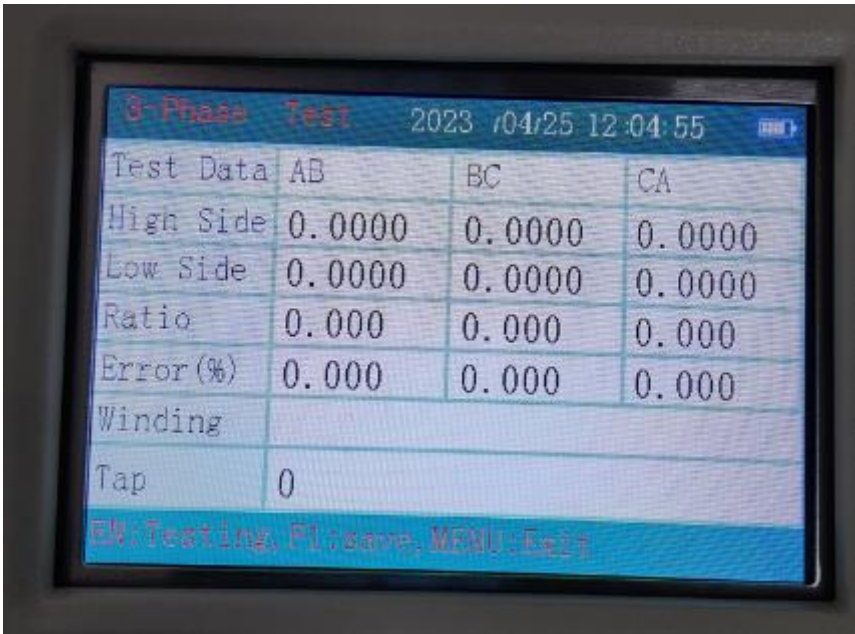 3-Phase Test 2023 /04/25 12:04:55
Test Data AB BC CA
High Side 0.0000 0.0000 0.0000
Low Side 0.0000 0.0000 0.0000
Ratio 0.000 0.000 0.000
Error(%) 0.000 0.000 0.000
Winding
Tap 0
EN:Testing,F1:save,MENU:Exit